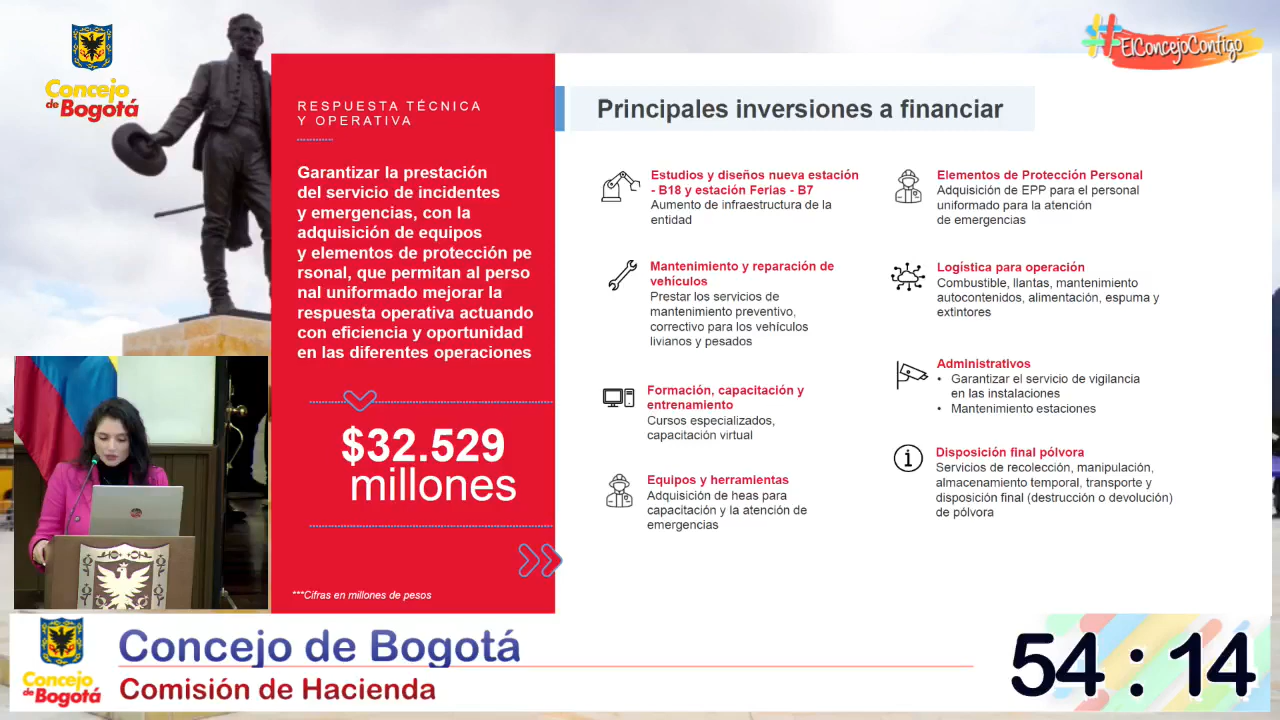 Concejo
de Bogotá
#ElConcejoContigo
RESPUESTA TÉCNICA
Y OPERATIVA
Garantizar la prestación
del servicio de incidentes
y emergencias, con la
adquisición de equipos
y elementos de protección pe
rsonal, que permitan al perso
nal uniformado mejorar la
respuesta operativa actuando
con eficiencia y oportunidad
en las diferentes operaciones
$32.529
millones
***Cifras en millones de pesos
Principales inversiones a financiar
Estudios y diseños nueva estación
- B18 y estación Ferias - B7
Aumento de infraestructura de la
entidad
Mantenimiento y reparación de
vehículos
Prestar los servicios de
mantenimiento preventivo,
correctivo para los vehículos
livianos y pesados
Formación, capacitación y
entrenamiento
Cursos especializados,
capacitación virtual
Equipos y herramientas
Adquisición de heas para
capacitación y la atención de
emergencias
Elementos de Protección Personal
Adquisición de EPP para el personal
uniformado para la atención
de emergencias
Logística para operación
Combustible, llantas, mantenimiento
autocontenidos, alimentación, espuma y
extintores
Administrativos
• Garantizar el servicio de vigilancia
en las instalaciones
• Mantenimiento estaciones
Disposición final pólvora
Servicios de recolección, manipulación,
almacenamiento temporal, transporte y
disposición final (destrucción o devolución)
de pólvora
Concejo
de Bogotá
Concejo de Bogotá
Comisión de Hacienda
54:14